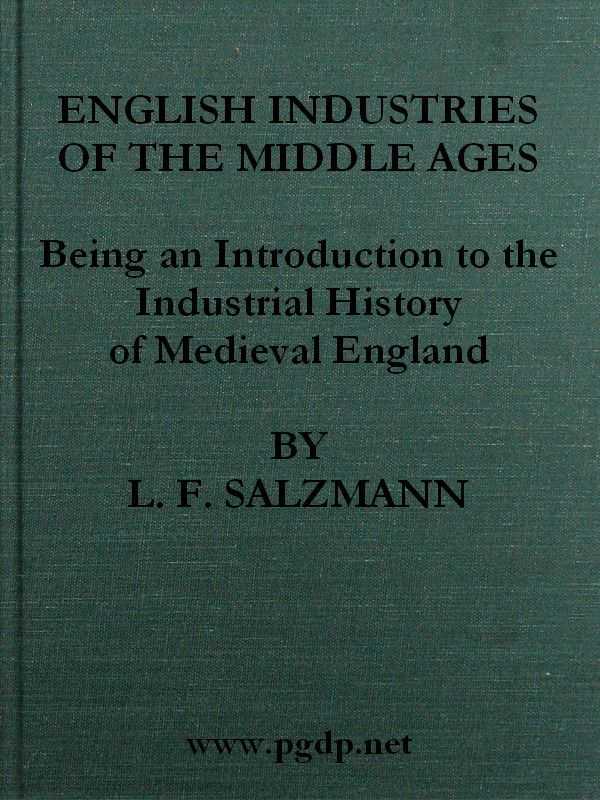 ENGLISH INDUSTRIES
OF THE MIDDLE AGES
Being an Introduction to the
Industrial History
of Medieval England
BY
L. F. SALZMANN
www.pgdp.net